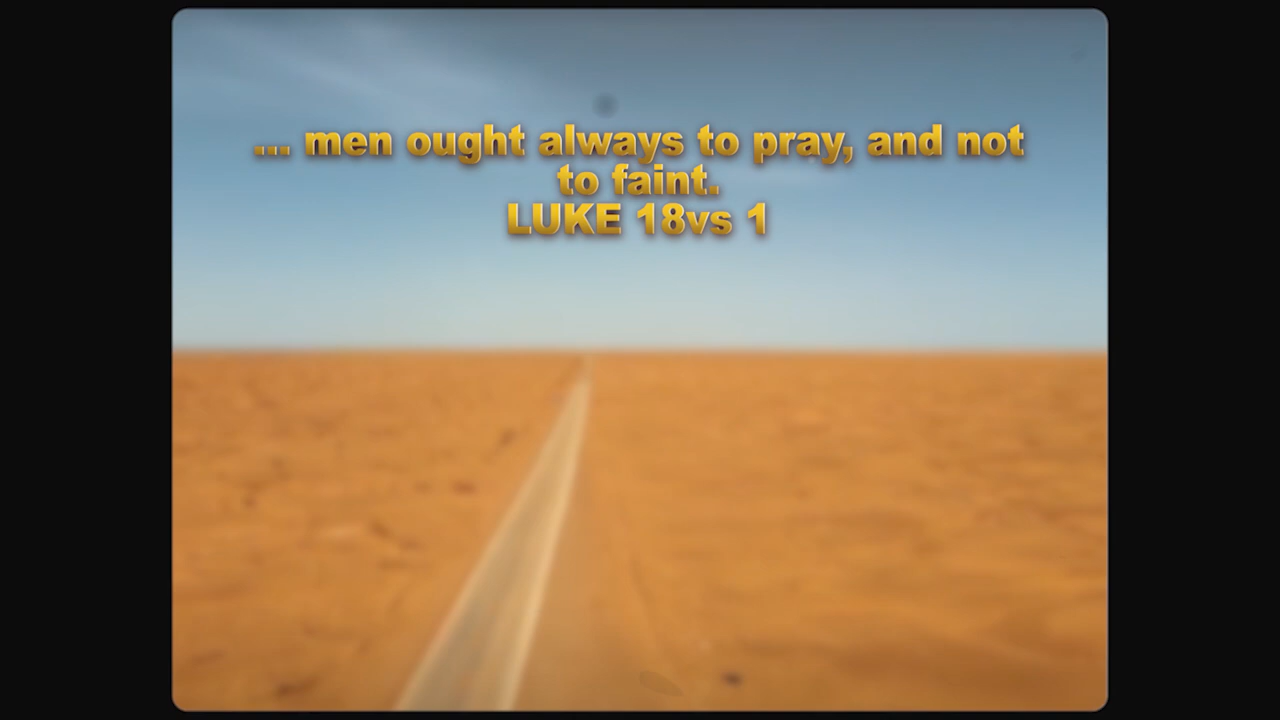 ... men ought always to pray, and not
to faint.
LUKE 18vs 1